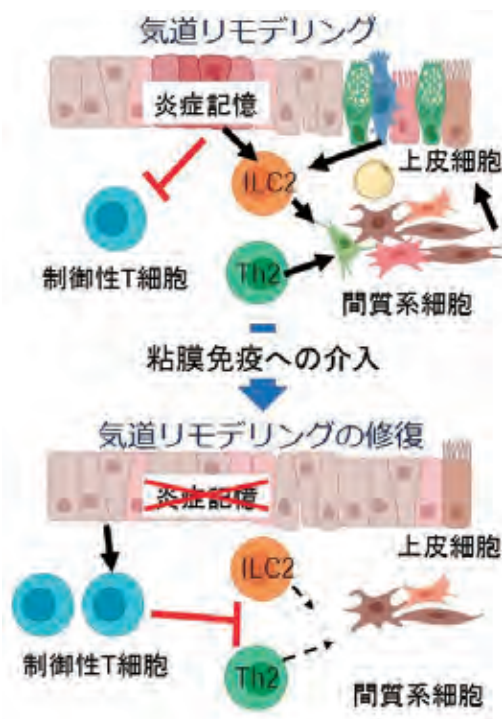 気道リモデリング
炎症記憶
上皮細胞
ILC2
制御性T細胞
Th2
間質系細胞
粘膜免疫への介入
気道リモデリングの修復
炎症記憶
上皮細胞
ILC2
制御性T細胞
Th2
間質系細胞